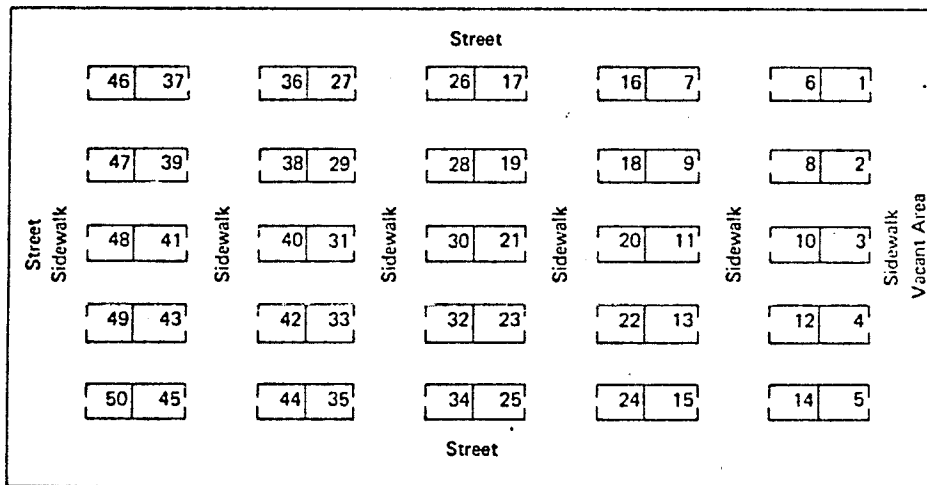 Street
46 37 36 27 26 17 16 7 6 1
47 39 38 29 28 19 18 9 8 2
Street
Sidewalk
48 41
Sidewalk
40 31
Sidewalk
30 21
Sidewalk
20 11
Sidewalk
10 3
Sidewalk
Vacant Area
49 43 42 33 32 23 22 13 12 4
50 45 44 35 34 25 24 15 14 5
Street